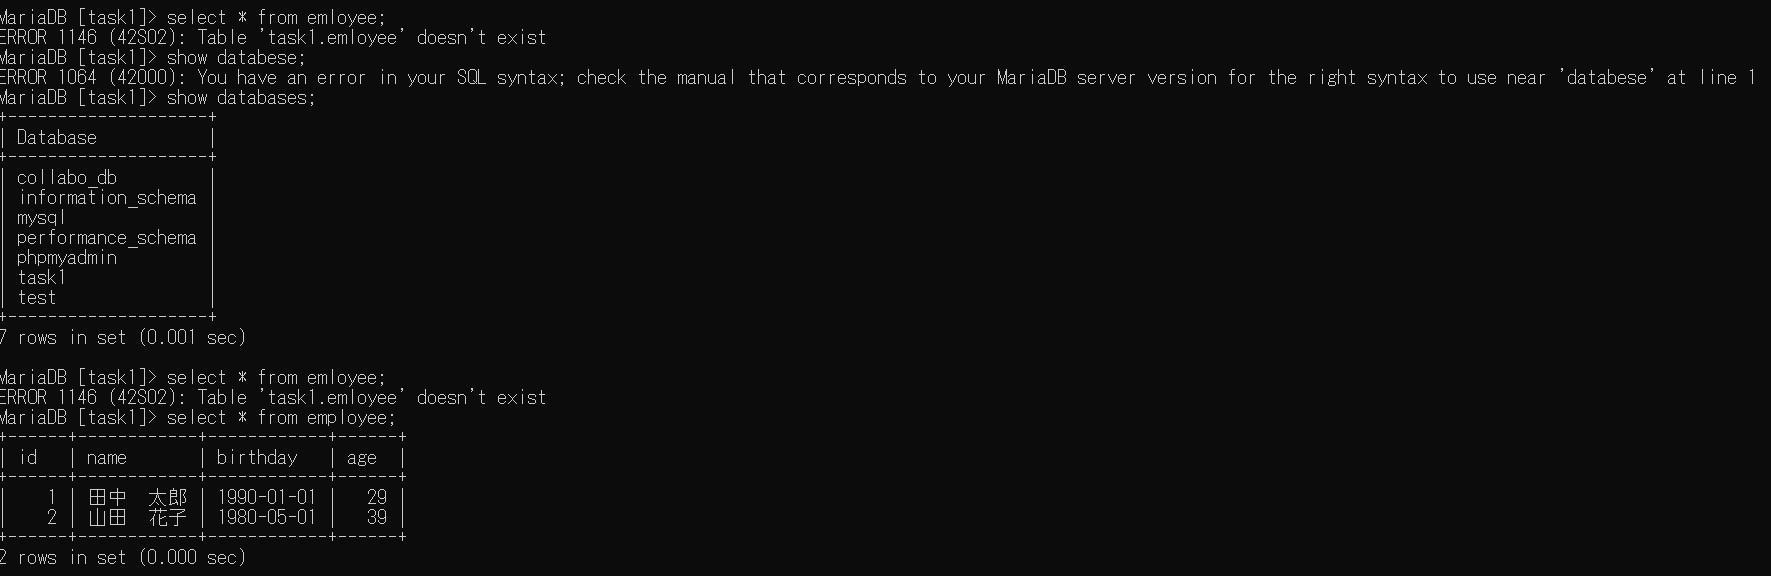 MariaDB [task1]> select * from emloyee;
ERROR 1146 (42S02): Table 'task1.emloyee' doesn't exist
MariaDB [task1]> show databese;
ERROR 1064 (42000): You have an error in your SQL syntax; check the manual that corresponds to your MariaDB server version for the right syntax to use near 'databese' at line 1
MariaDB [task1]> show databases;
+--------------------+
| Database           |
+--------------------+
| collabo_db         |
| information_schema |
| mysql              |
| performance_schema |
| phpmyadmin         |
| task1              |
| test               |
+--------------------+
7 rows in set (0.001 sec)

MariaDB [task1]> select * from emloyee;
ERROR 1146 (42S02): Table 'task1.emloyee' doesn't exist
MariaDB [task1]> select * from employee;
+------+------------+------------+------+
| id   | name       | birthday   | age  |
+------+------------+------------+------+
|    1 | 田中　太郎 | 1990-01-01 |   29 |
|    2 | 山田　花子 | 1980-05-01 |   39 |
+------+------------+------------+------+
2 rows in set (0.000 sec)